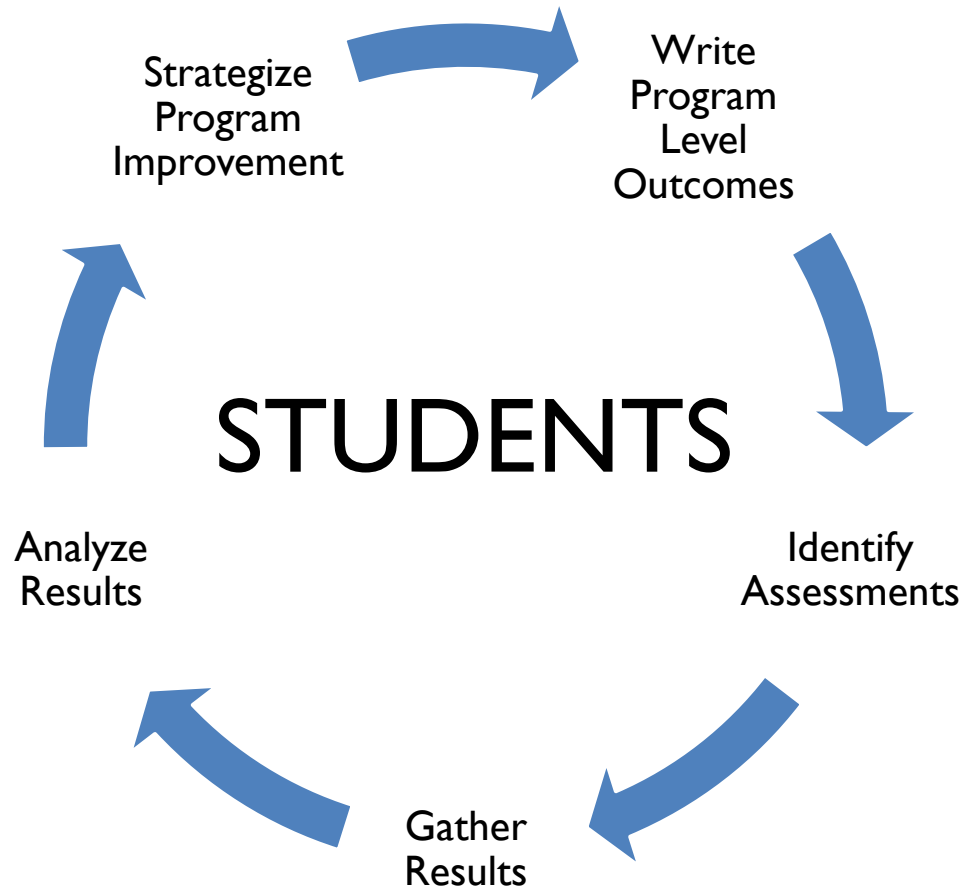 Strategize
Program
Improvement
Write
Program
Level
Outcomes
STUDENTS
Analyze
Results
Identify
Assessments
Gather
Results